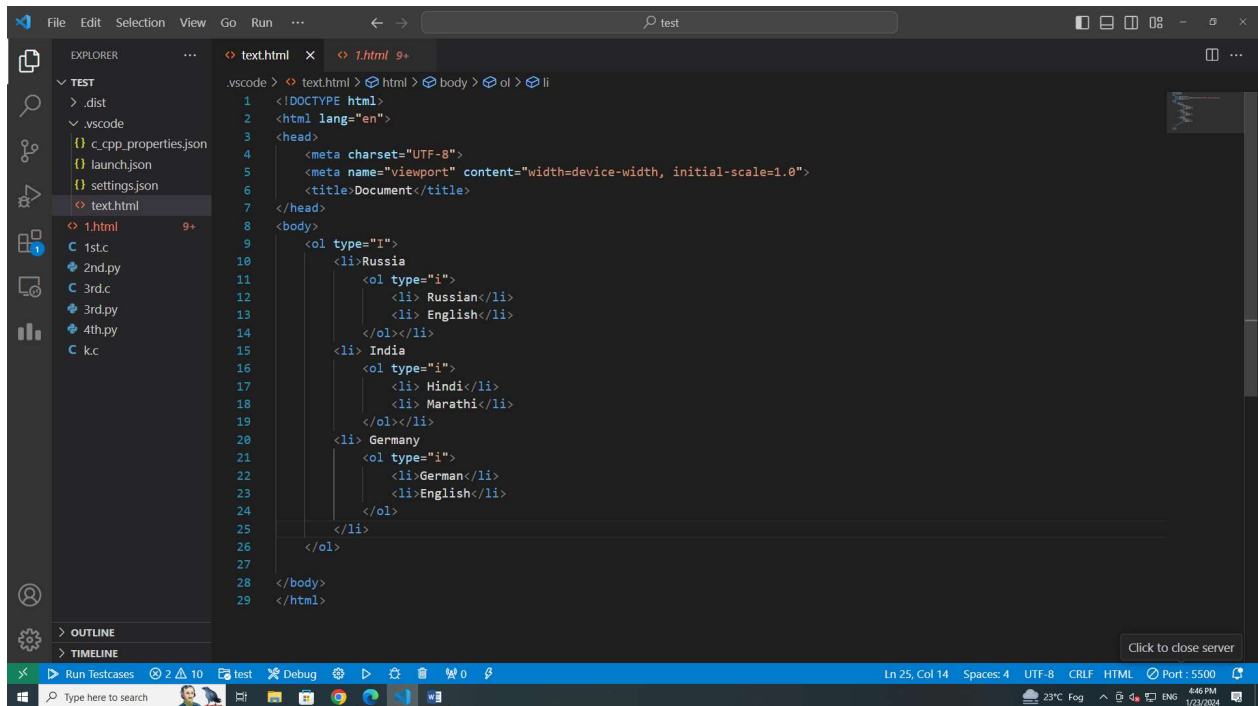 File Edit Selection View Go Run ... test
EXPLORER ...
TEST
.dist
.vscode
{} c_cpp_properties.json
{} launch.json
{} settings.json
<> text.html
<> 1.html 9+
C 1st.c
2nd.py
C 3rd.c
3rd.py
4th.py
C k.c
OUTLINE
TIMELINE
1
<> text.html X <> 1.html 9+ ...
.vscode > <> text.html > html > body > ol > li
1 <!DOCTYPE html>
2 <html lang="en">
3 <head>
4     <meta charset="UTF-8">
5     <meta name="viewport" content="width=device-width, initial-scale=1.0">
6     <title>Document</title>
7 </head>
8 <body>
9     <ol type="I">
10         <li>Russia
11             <ol type="i">
12                 <li> Russian</li>
13                 <li> English</li>
14             </ol></li>
15         <li> India
16             <ol type="i">
17                 <li> Hindi</li>
18                 <li> Marathi</li>
19             </ol></li>
20         <li> Germany
21             <ol type="i">
22                 <li>German</li>
23                 <li>English</li>
24             </ol>
25         </li>
26     </ol>
27
28 </body>
29 </html>
Click to close server
Run Testcases 2 10 test Debug 0 Ln 25, Col 14 Spaces: 4 UTF-8 CRLF HTML Port : 5500
Type here to search 23°C Fog ENG 4:46 PM
1/23/2024